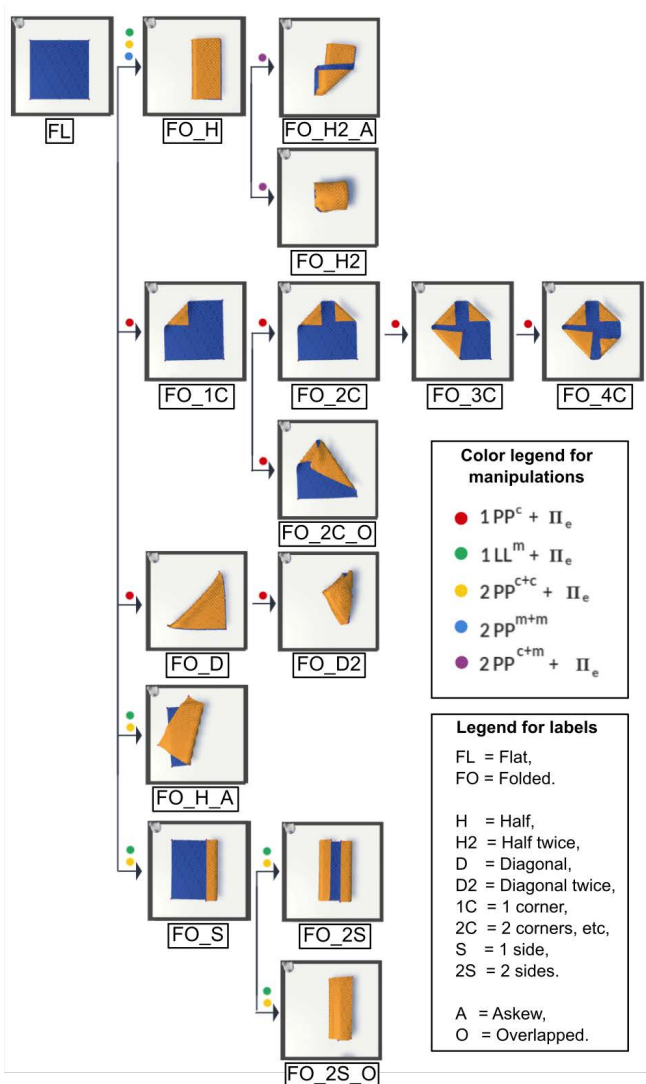 FL
FO_H
FO_H2_A
FO_H2
FO_1C
FO_2C
FO_3C
FO_4C
FO_2C_O
FO_D
FO_D2
FO_H_A
FO_S
FO_2S
FO_2S_O
Color legend for
manipulations
1 PP^c + Π_e
1 LL^m + Π_e
2 PP^c+c + Π_e
2 PP^m+m
2 PP^c+m + Π_e
Legend for labels
FL = Flat,
FO = Folded.
H = Half,
H2 = Half twice,
D = Diagonal,
D2 = Diagonal twice,
1C = 1 corner,
2C = 2 corners, etc,
S = 1 side,
2S = 2 sides.
A = Askew,
O = Overlapped.